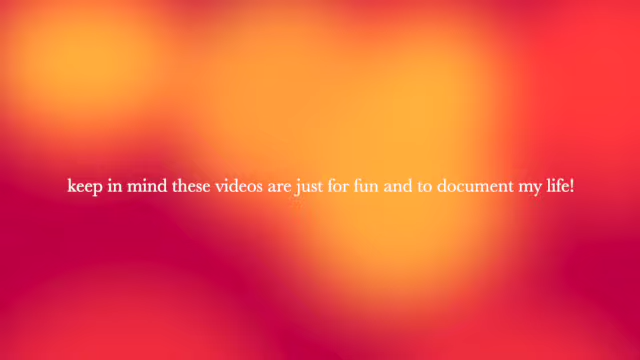 keep in mind these videos are just for fun and to document my life!